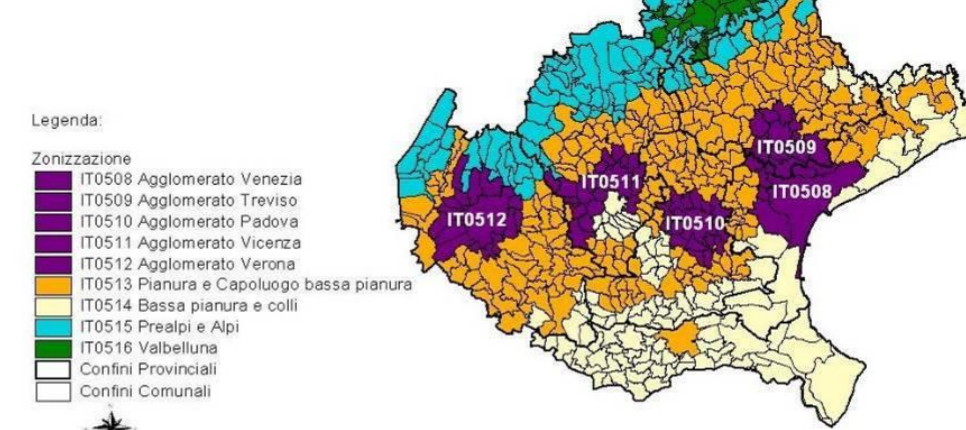 Legenda:
Zonizzazione
IT0508 Agglomerato Venezia
IT0509 Agglomerato Treviso
IT0510 Agglomerato Padova
IT0511 Agglomerato Vicenza
IT0512 Agglomerato Verona
IT0513 Pianura e Capoluogo bassa pianura
IT0514 Bassa pianura e colli
IT0515 Prealpi e Alpi
IT0516 Valbelluna
Confini Provinciali
Confini Comunali
IT0509
IT0511
IT0508
IT0512
IT0510